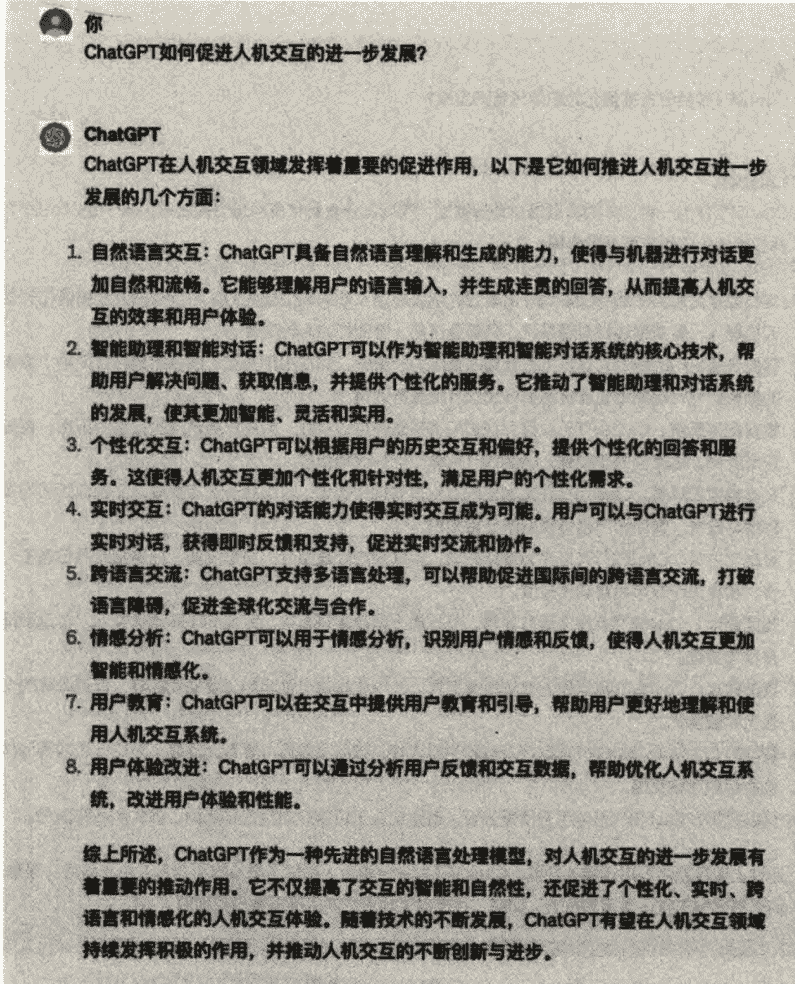 你
ChatGPT如何促进人机交互的进一步发展？
ChatGPT
ChatGPT在人机交互领域发挥着重要的促进作用，以下是它如何推进人机交互进一步
发展的几个方面：
1. 自然语言交互：ChatGPT具备自然语言理解和生成的能力，使得与机器进行对话更
加自然和流畅。它能够理解用户的语言输入，并生成连贯的回答，从而提高人机交
互的效率和用户体验。
2. 智能助理和智能对话：ChatGPT可以作为智能助理和智能对话系统的核心技术，帮
助用户解决问题、获取信息，并提供个性化的服务。它推动了智能助理和对话系统
的发展，使其更加智能、灵活和实用。
3. 个性化交互：ChatGPT可以根据用户的历史交互和偏好，提供个性化的回答和服
务。这使得人机交互更加个性化和针对性，满足用户的个性化需求。
4. 实时交互：ChatGPT的对话能力使得实时交互成为可能。用户可以与ChatGPT进行
实时对话，获得即时反馈和支持，促进实时交流和协作。
5. 跨语言交流：ChatGPT支持多语言处理，可以帮助促进国际间的跨语言交流，打破
语言障碍，促进全球化交流与合作。
6. 情感分析：ChatGPT可以用于情感分析，识别用户情感和反馈，使得人机交互更加
智能和情感化。
7. 用户教育：ChatGPT可以在交互中提供用户教育和引导，帮助用户更好地理解和使
用人机交互系统。
8. 用户体验改进：ChatGPT可以通过分析用户反馈和交互数据，帮助优化人机交互系
统，改进用户体验和性能。
综上所述，ChatGPT作为一种先进的自然语言处理模型，对人机交互的进一步发展有
着重要的推动作用。它不仅提高了交互的智能和自然性，还促进了个性化、实时、跨
语言和情感化的人机交互体验。随着技术的不断发展，ChatGPT有望在人机交互领域
持续发挥积极的作用，并推动人机交互的不断创新与进步。